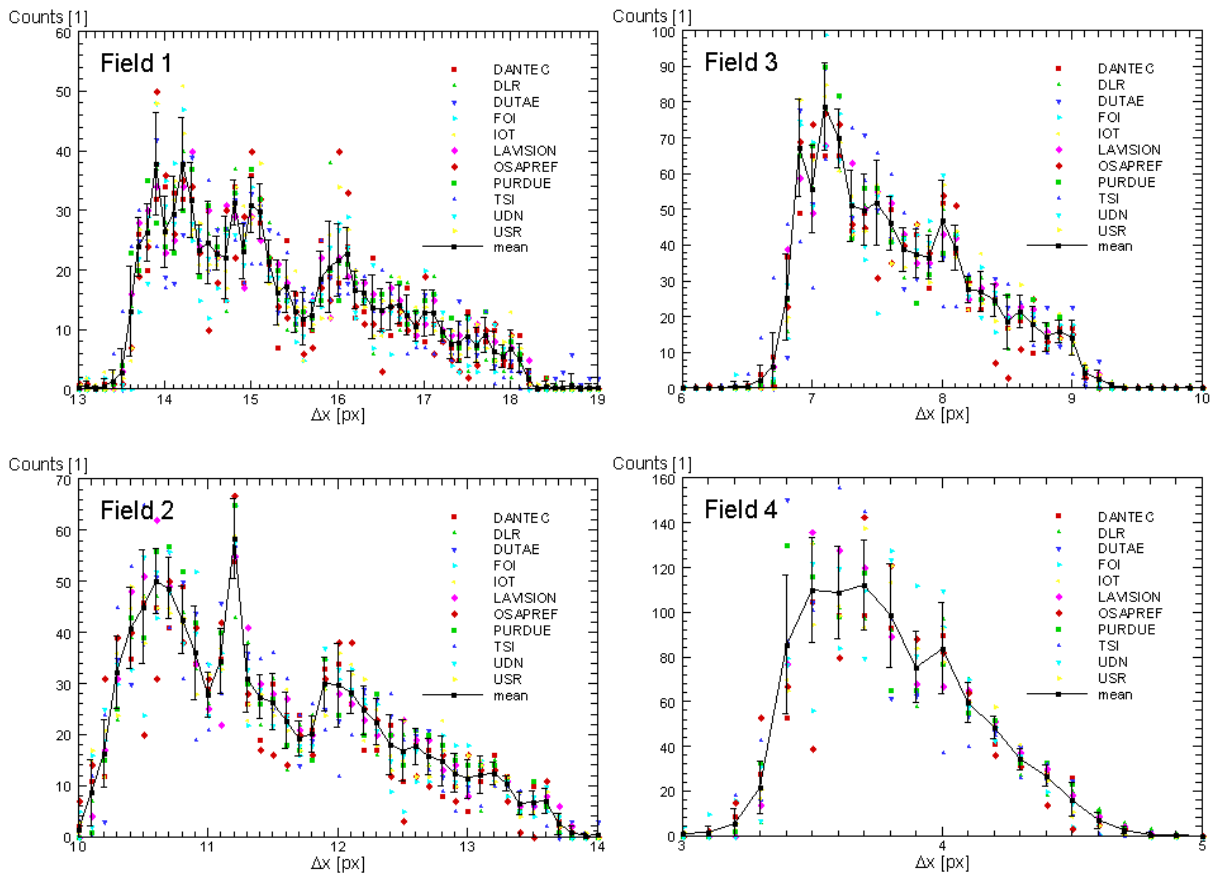 Counts [1]
60
50
40
30
20
10
0
Field 1
DANTEC
DLR
DUTAE
FOI
IOT
LAVISION
OSAPREF
PURDUE
TSI
UDN
USR
mean
13 14 15 16 17 18 19
Δx [px]
Counts [1]
100
90
80
70
60
50
40
30
20
10
0
Field 3
DANTEC
DLR
DUTAE
FOI
IOT
LAVISION
OSAPREF
PURDUE
TSI
UDN
USR
mean
6 7 8 9 10
Δx [px]
Counts [1]
70
60
50
40
30
20
10
0
Field 2
DANTEC
DLR
DUTAE
FOI
IOT
LAVISION
OSAPREF
PURDUE
TSI
UDN
USR
mean
10 11 12 13 14
Δx [px]
Counts [1]
160
140
120
100
80
60
40
20
0
Field 4
DANTEC
DLR
DUTAE
FOI
IOT
LAVISION
OSAPREF
PURDUE
TSI
UDN
USR
mean
3 4 5
Δx [px]